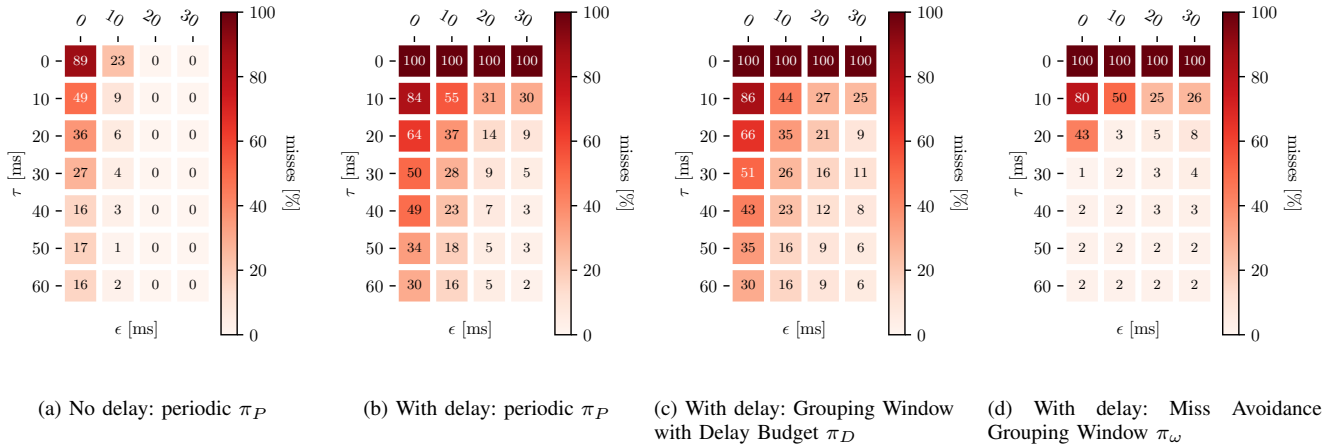 0 10 20 30
0 89 23 0 0
10 49 9 0 0
20 36 6 0 0
30 27 4 0 0
40 16 3 0 0
50 17 1 0 0
60 16 2 0 0
τ [ms]
ϵ [ms]
100
80
60
40
20
0
misses [%]
(a) No delay: periodic πP
0 10 20 30
0 100 100 100 100
10 84 55 31 30
20 64 37 14 9
30 50 28 9 5
40 49 23 7 3
50 34 18 5 3
60 30 16 5 2
τ [ms]
ϵ [ms]
100
80
60
40
20
0
misses [%]
(b) With delay: periodic πP
0 10 20 30
0 100 100 100 100
10 86 44 27 25
20 66 35 21 9
30 51 26 16 11
40 43 23 12 8
50 35 16 9 6
60 30 16 9 6
τ [ms]
ϵ [ms]
100
80
60
40
20
0
misses [%]
(c) With delay: Grouping Window
with Delay Budget πD
0 10 20 30
0 100 100 100 100
10 80 50 25 26
20 43 3 5 8
30 1 2 3 4
40 2 2 3 3
50 2 2 2 2
60 2 2 2 2
τ [ms]
ϵ [ms]
100
80
60
40
20
0
misses [%]
(d) With delay: Miss Avoidance
Grouping Window πω